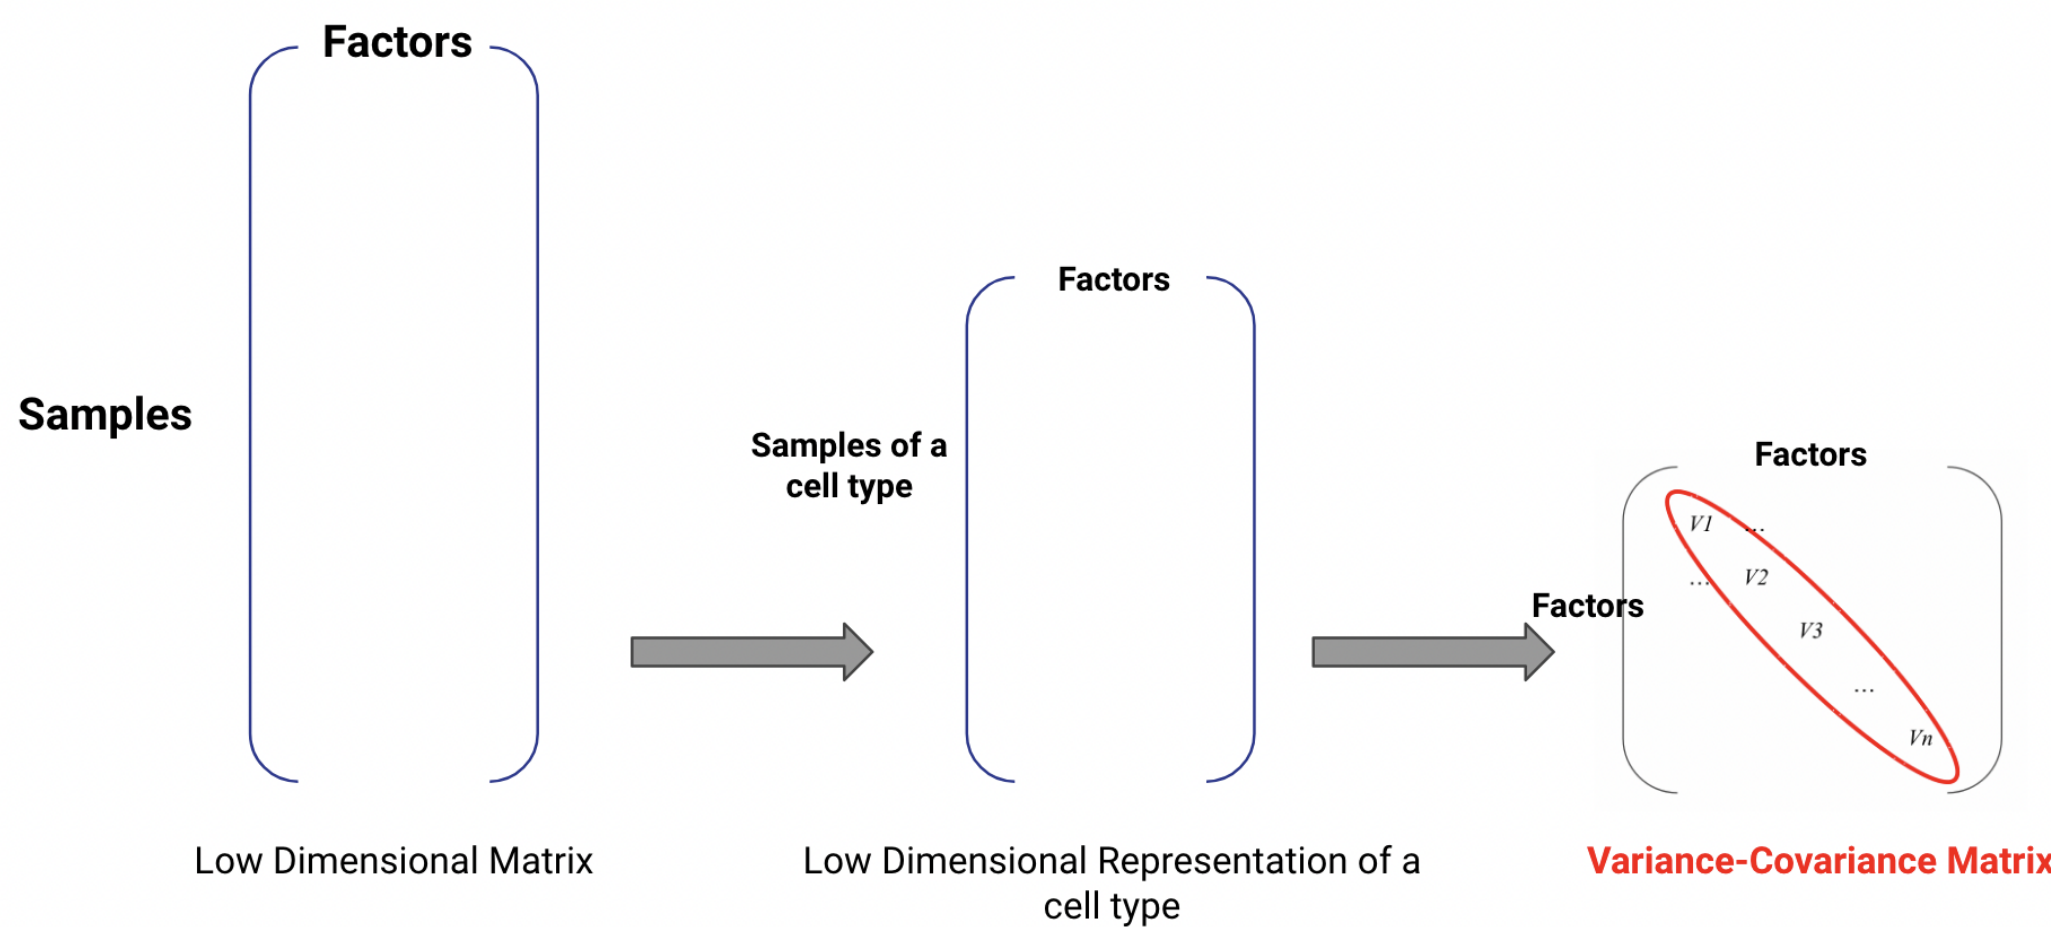 Factors
Samples
Low Dimensional Matrix
Factors
Samples of a
cell type
Low Dimensional Representation of a
cell type
Factors
Factors
V1 ...
... V2
V3
...
Vn
Variance-Covariance Matrix